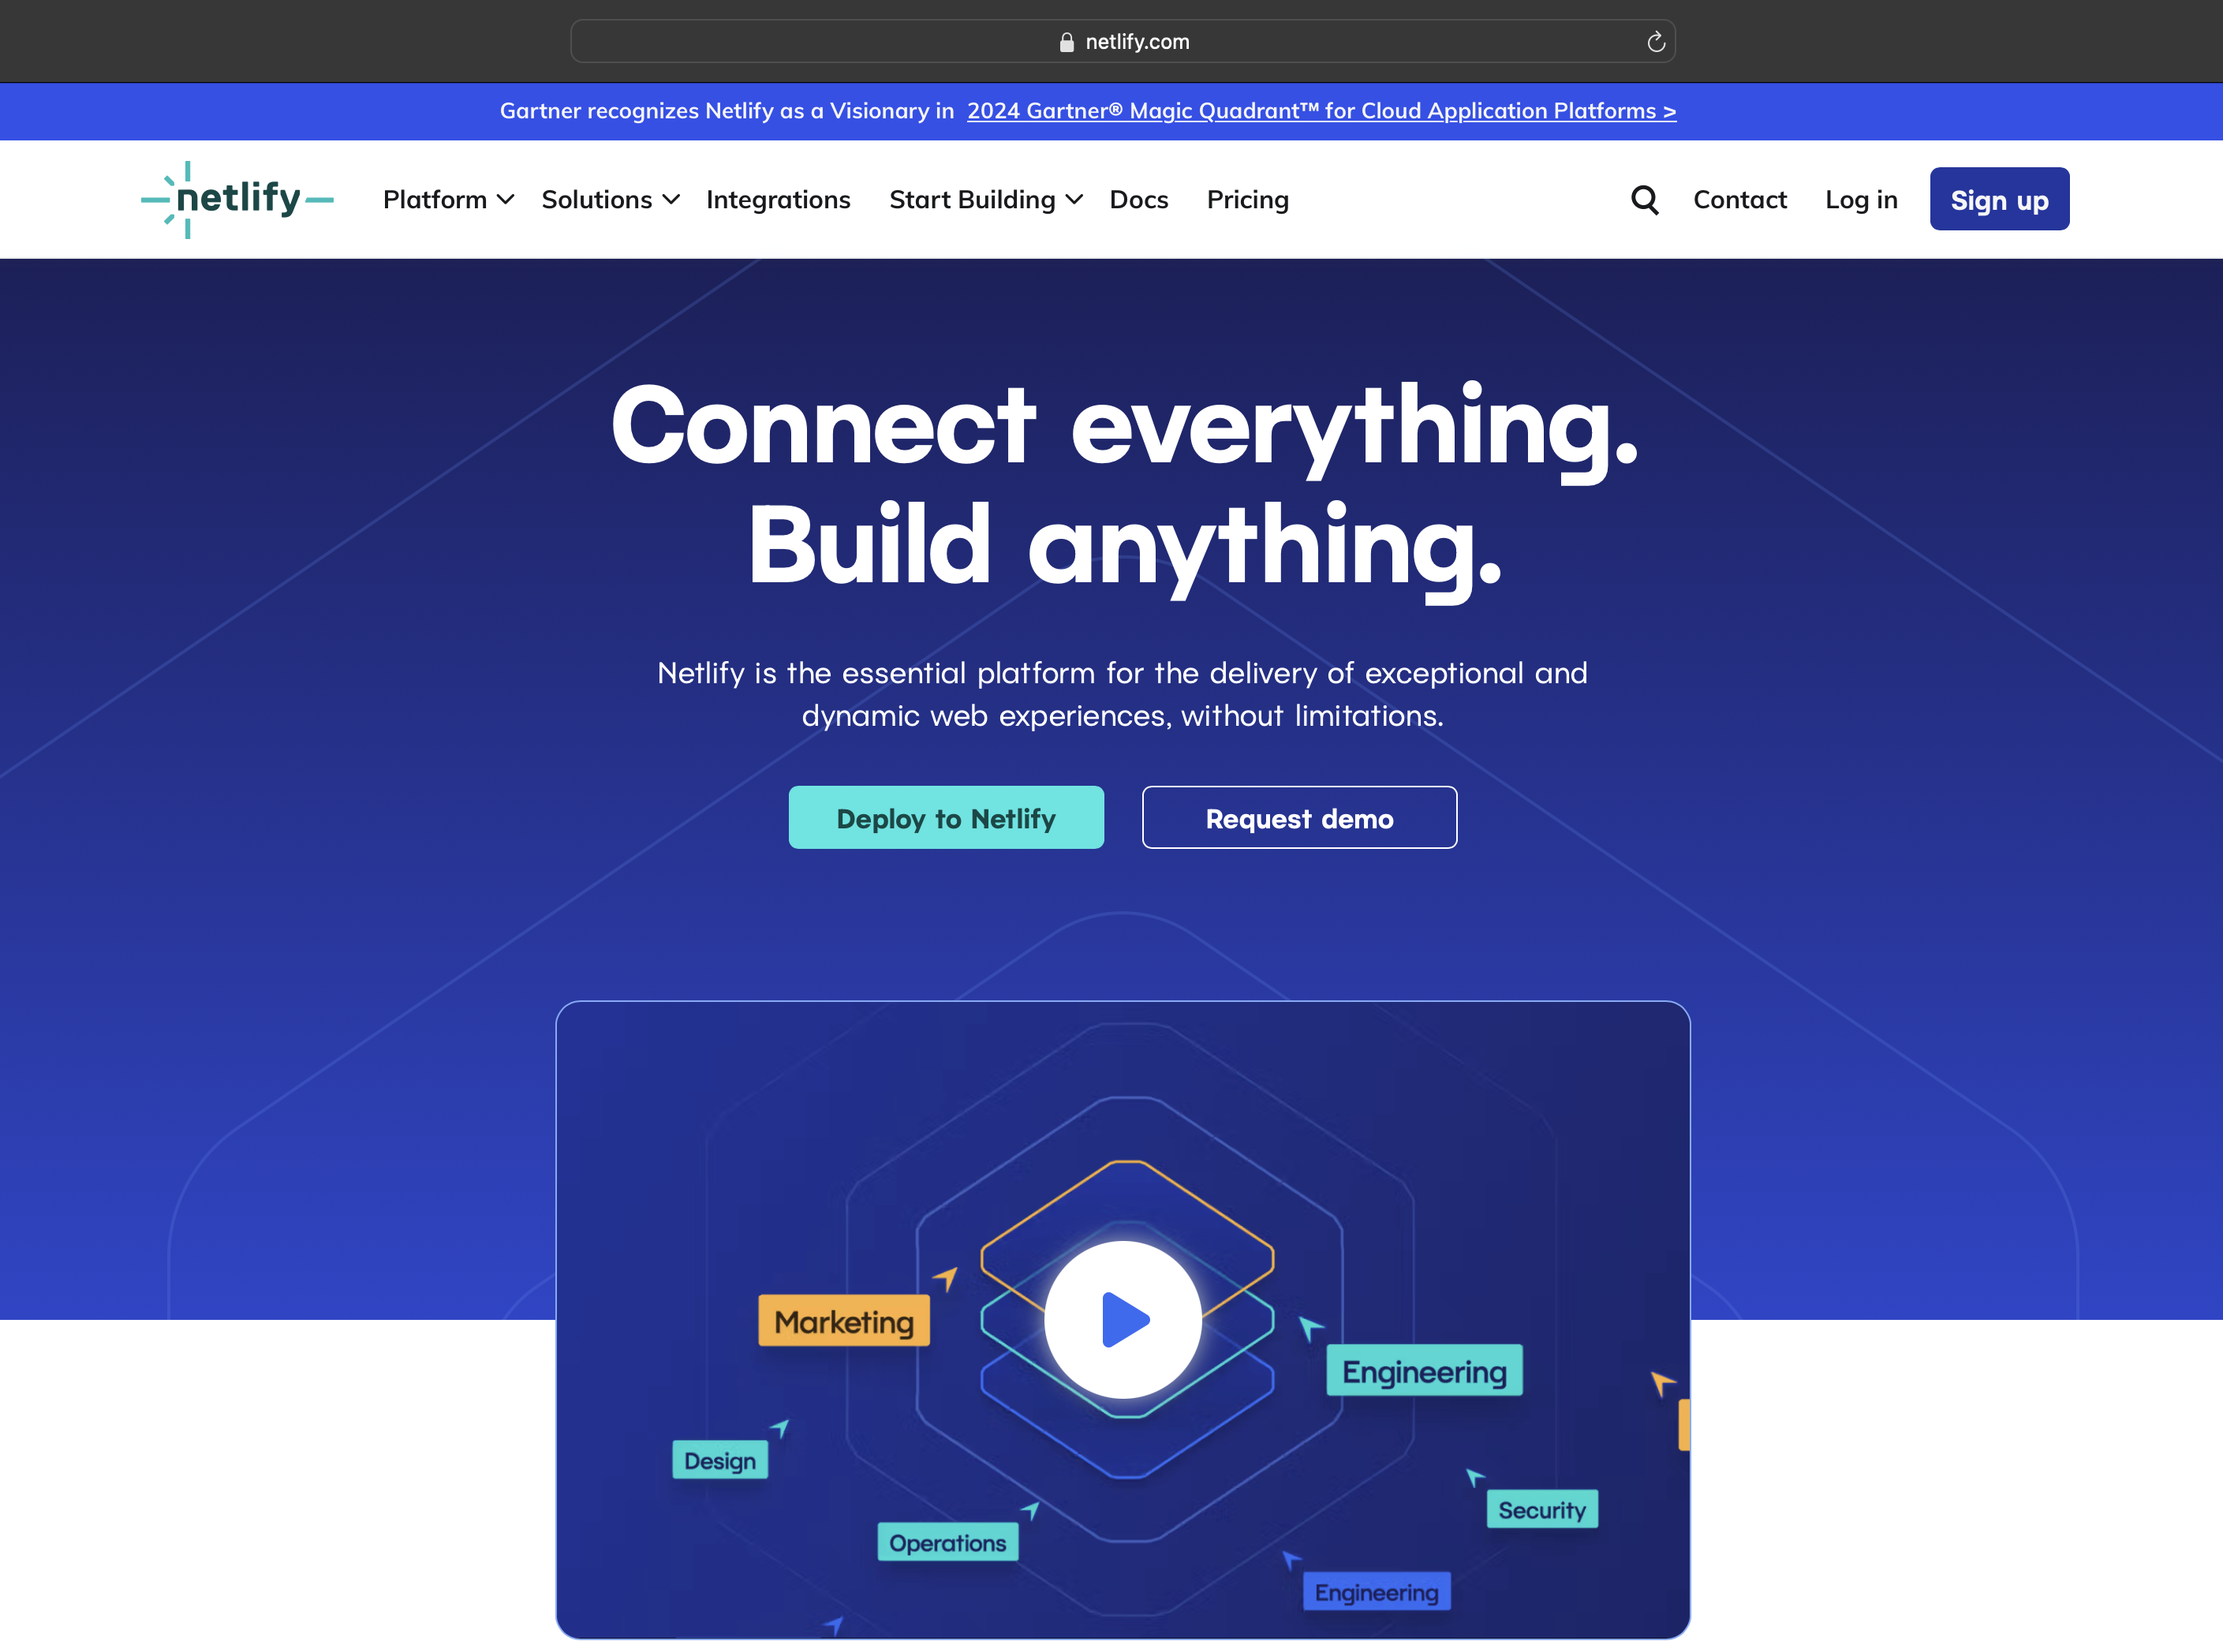 netlify.com
Gartner recognizes Netlify as a Visionary in 2024 Gartner® Magic Quadrant™ for Cloud Application Platforms >
netlify Platform Solutions Integrations Start Building Docs Pricing Contact Log in Sign up
Connect everything.
Build anything.
Netlify is the essential platform for the delivery of exceptional and
dynamic web experiences, without limitations.
Deploy to Netlify Request demo
Marketing
Engineering
Design
Security
Operations
Engineering